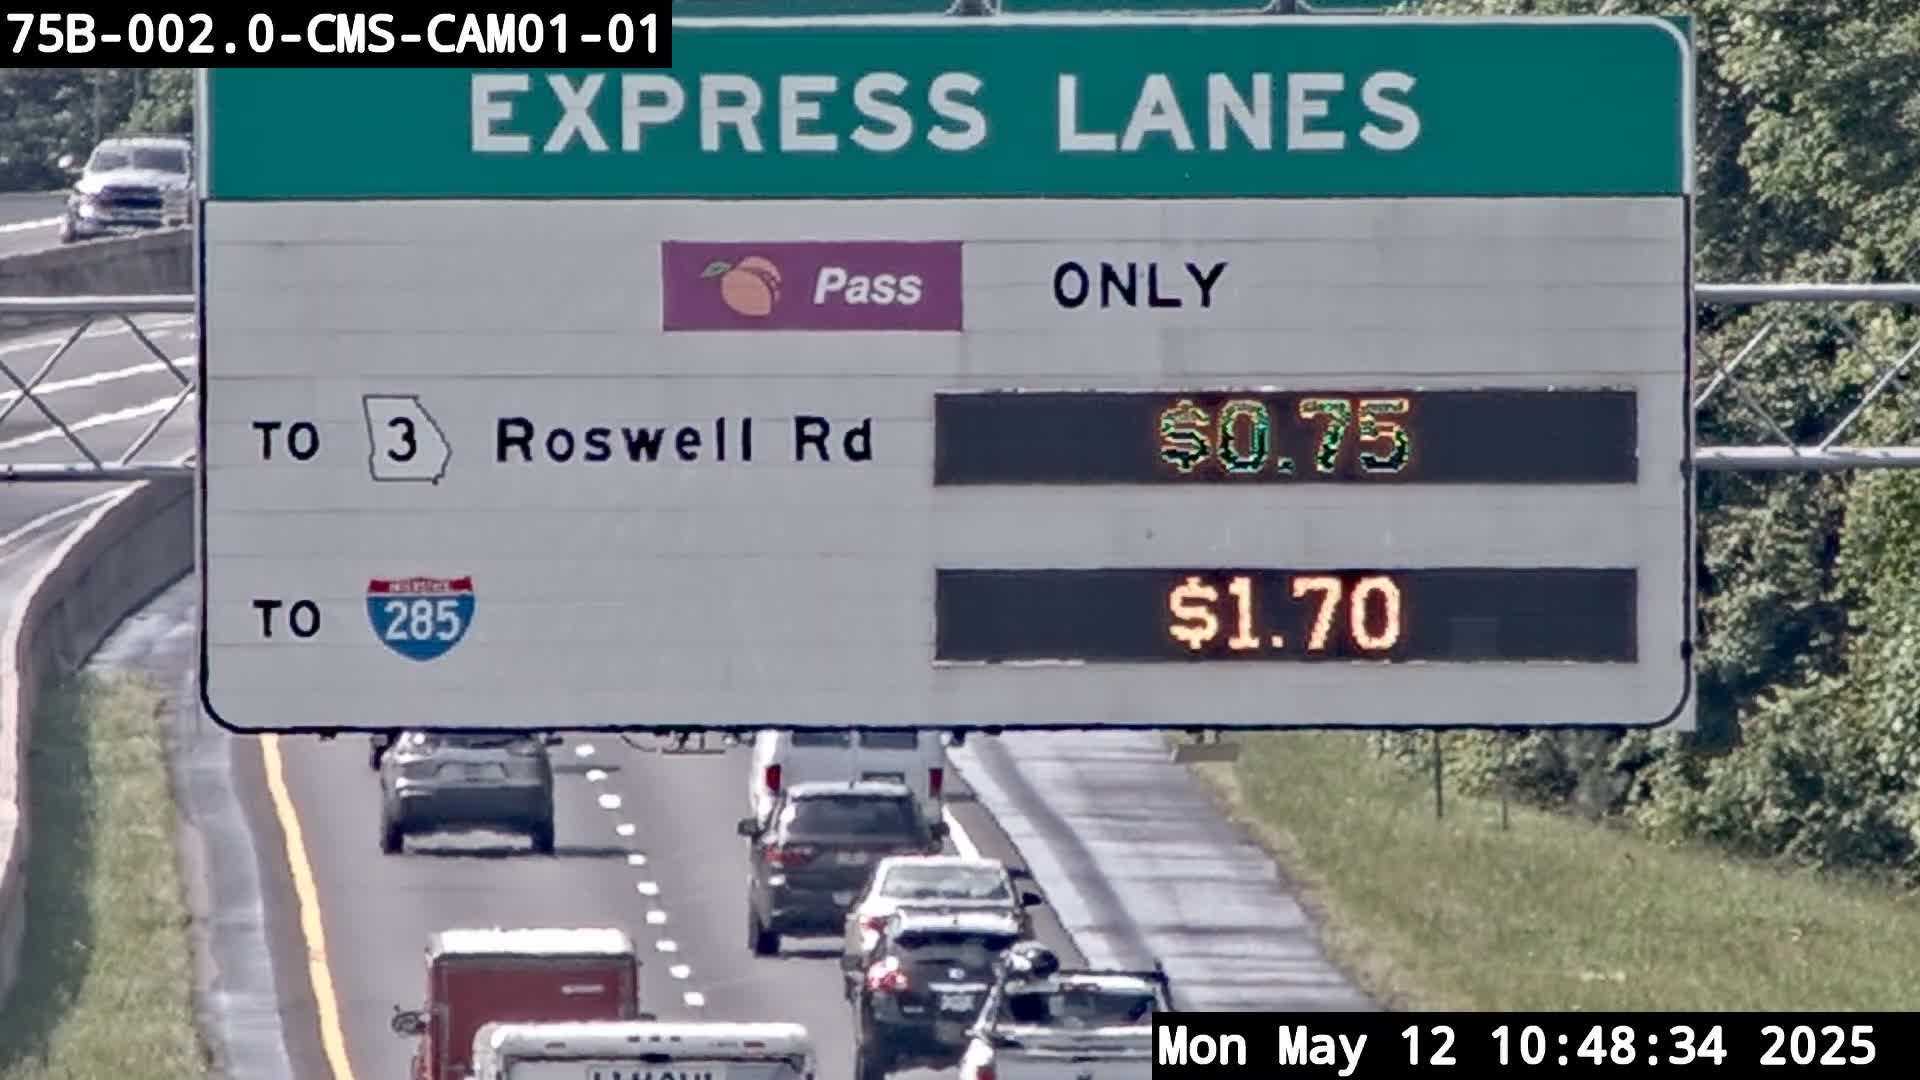 75B-002.0-CMS-CAM01-01
EXPRESS LANES
Pass ONLY
TO 3 Roswell Rd $0.75
INTERSTATE
TO 285 $1.70
Mon May 12 10:48:34 2025